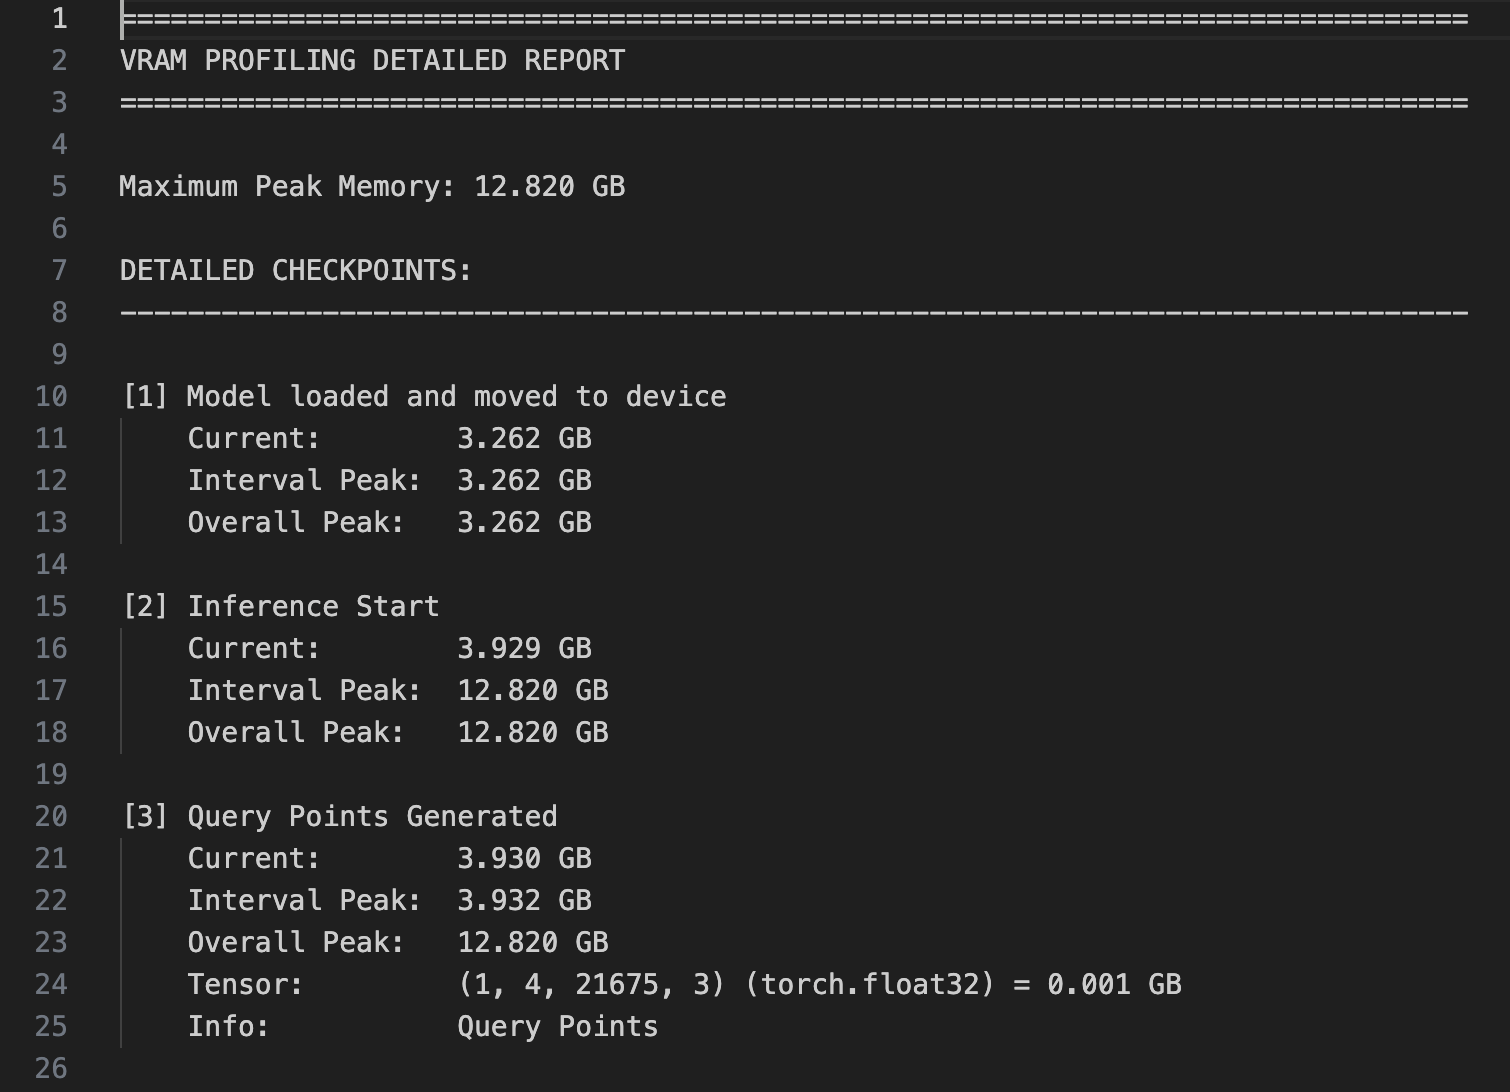 1 ================================================================================
2 VRAM PROFILING DETAILED REPORT
3 ================================================================================
4
5 Maximum Peak Memory: 12.820 GB
6
7 DETAILED CHECKPOINTS:
8 --------------------------------------------------------------------------------
9
10 [1] Model loaded and moved to device
11     Current:        3.262 GB
12     Interval Peak:  3.262 GB
13     Overall Peak:   3.262 GB
14
15 [2] Inference Start
16     Current:        3.929 GB
17     Interval Peak:  12.820 GB
18     Overall Peak:   12.820 GB
19
20 [3] Query Points Generated
21     Current:        3.930 GB
22     Interval Peak:  3.932 GB
23     Overall Peak:   12.820 GB
24     Tensor:         (1, 4, 21675, 3) (torch.float32) = 0.001 GB
25     Info:           Query Points
26